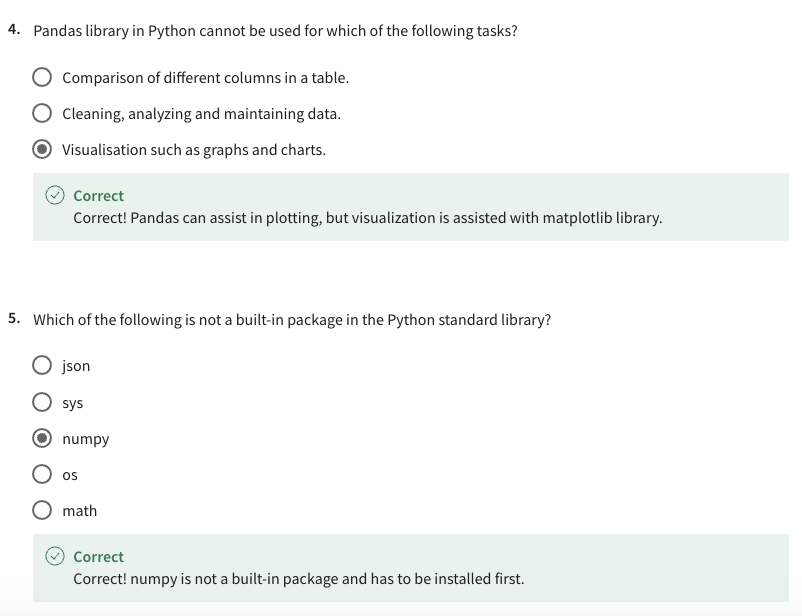 4. Pandas library in Python cannot be used for which of the following tasks?
Comparison of different columns in a table.
Cleaning, analyzing and maintaining data.
Visualisation such as graphs and charts.
Correct
Correct! Pandas can assist in plotting, but visualization is assisted with matplotlib library.
5. Which of the following is not a built-in package in the Python standard library?
json
sys
numpy
os
math
Correct
Correct! numpy is not a built-in package and has to be installed first.